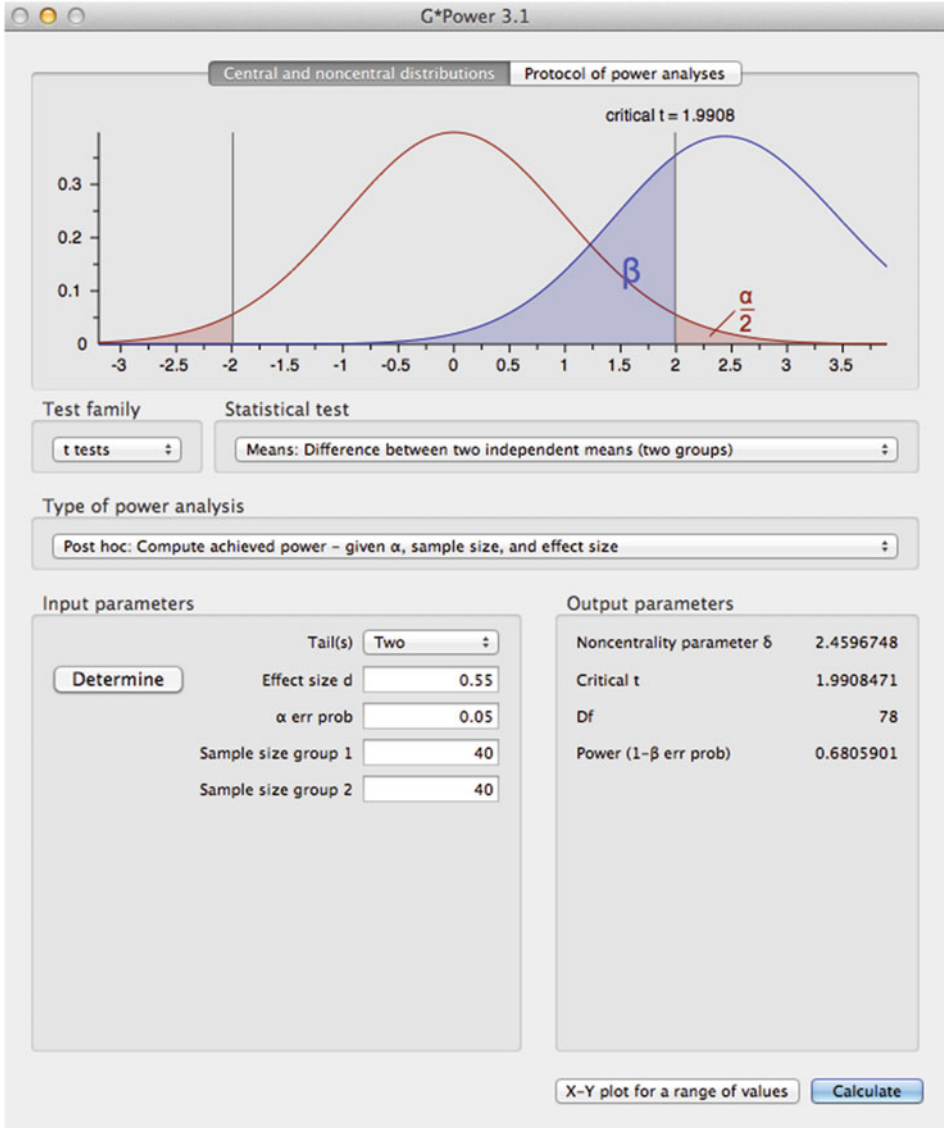 G*Power 3.1
Central and noncentral distributions Protocol of power analyses
critical t = 1.9908
0.3
0.2
0.1
0
β
α
2
-3 -2.5 -2 -1.5 -1 -0.5 0 0.5 1 1.5 2 2.5 3 3.5
Test family Statistical test
t tests Means: Difference between two independent means (two groups)
Type of power analysis
Post hoc: Compute achieved power – given α, sample size, and effect size
Input parameters Output parameters
Tail(s) Two Noncentrality parameter δ 2.4596748
Determine Effect size d 0.55 Critical t 1.9908471
α err prob 0.05 Df 78
Sample size group 1 40 Power (1-β err prob) 0.6805901
Sample size group 2 40
X-Y plot for a range of values Calculate